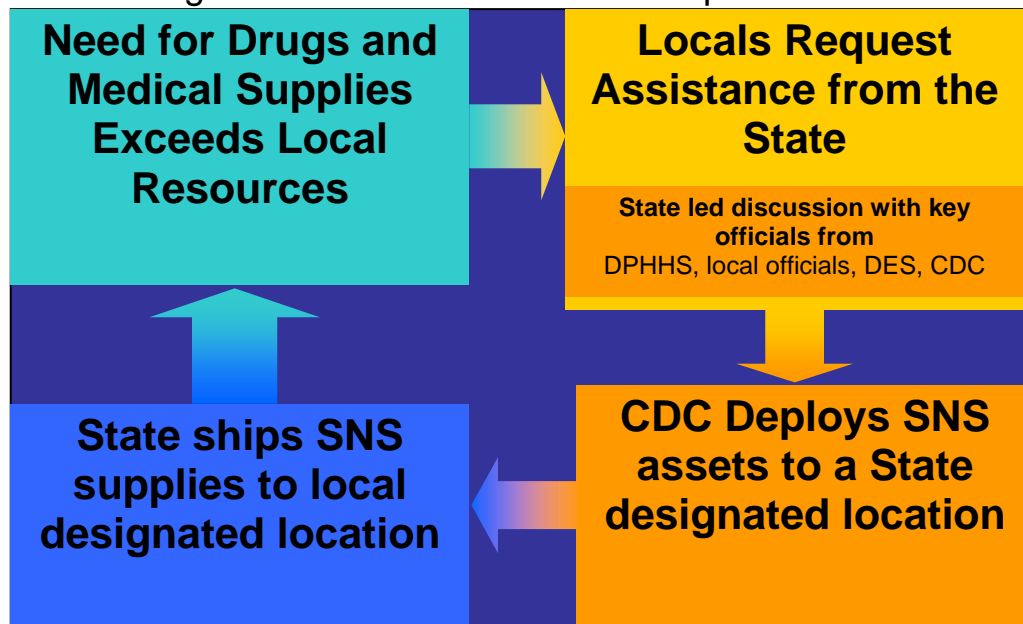 Need for Drugs and
Medical Supplies
Exceeds Local
Resources
Locals Request
Assistance from the
State
State led discussion with key
officials from
DPHHS, local officials, DES, CDC
State ships SNS
supplies to local
designated location
CDC Deploys SNS
assets to a State
designated location